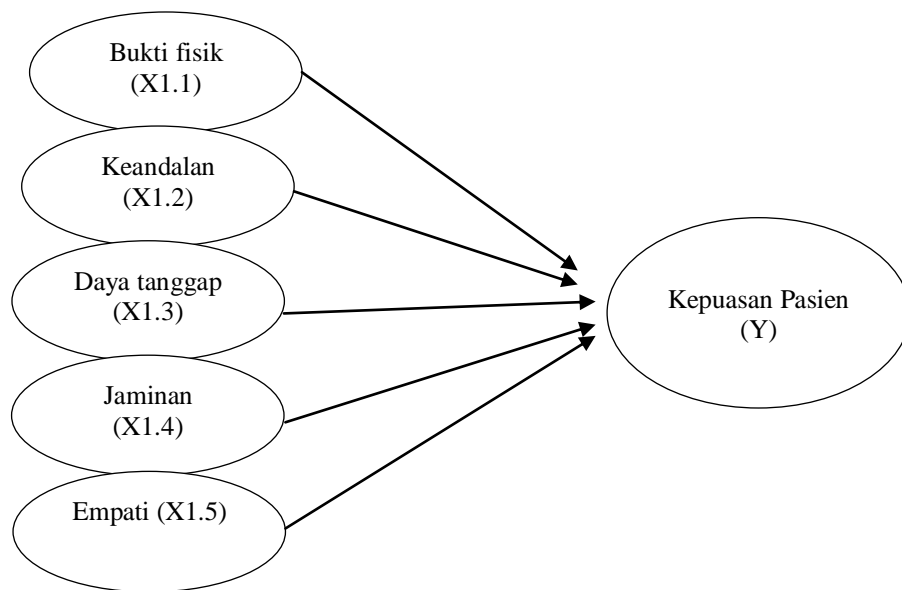 Bukti fisik
(X1.1)
Keandalan
(X1.2)
Daya tanggap
(X1.3)
Jaminan
(X1.4)
Empati (X1.5)
Kepuasan Pasien
(Y)